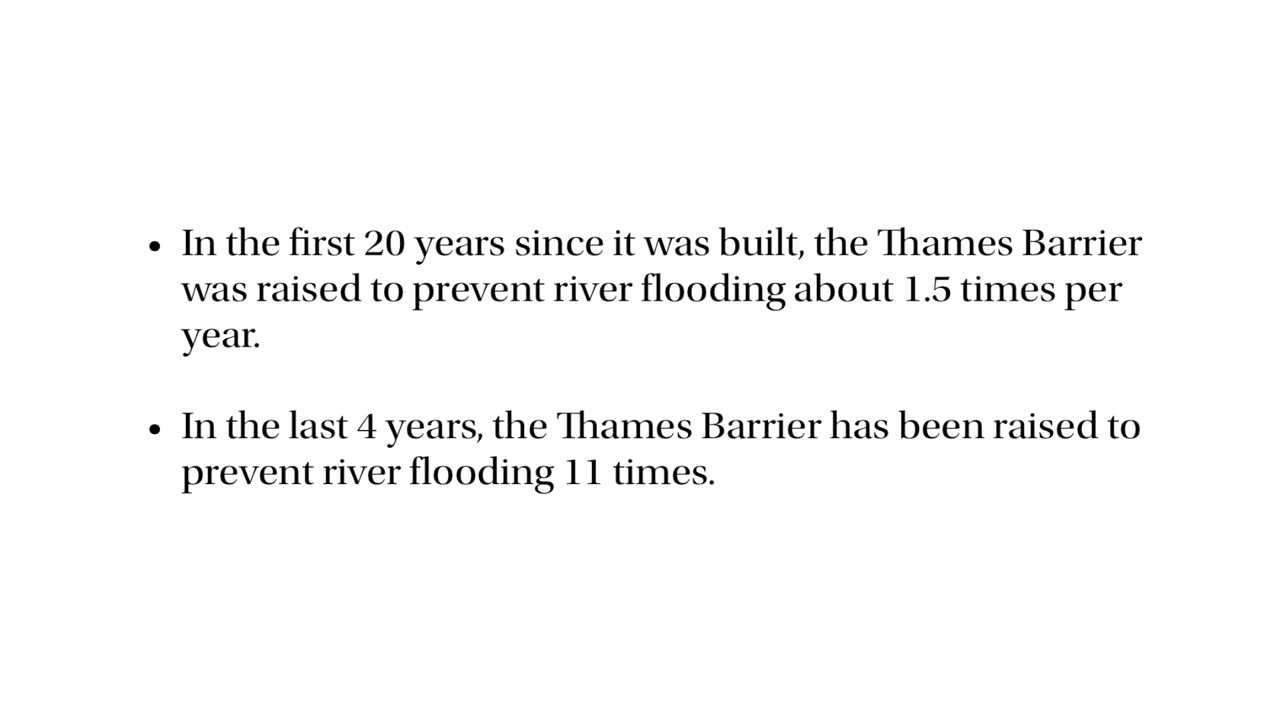 • In the first 20 years since it was built, the Thames Barrier
was raised to prevent river flooding about 1.5 times per
year.
• In the last 4 years, the Thames Barrier has been raised to
prevent river flooding 11 times.